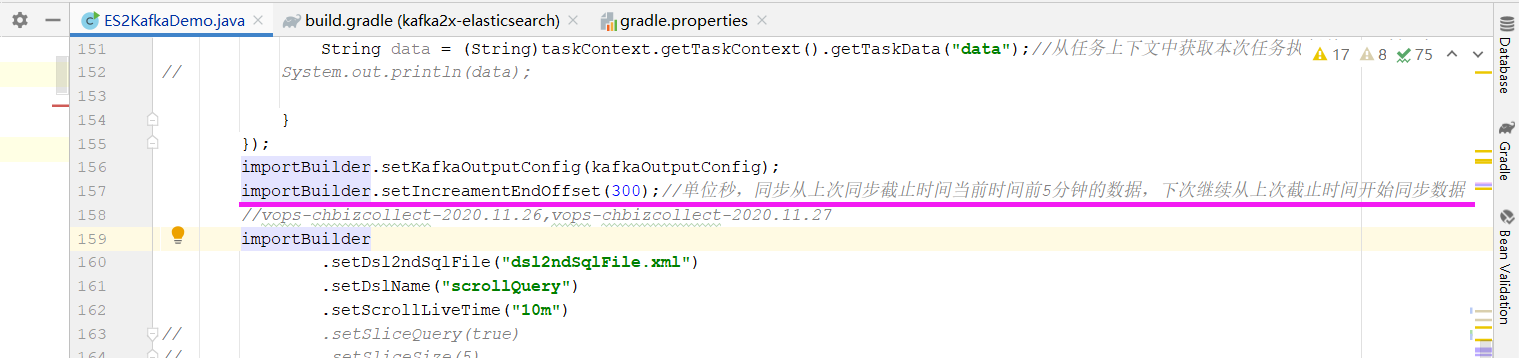 ES2KafkaDemo.java build.gradle (kafka2x-elasticsearch) gradle.properties
151 String data = (String)taskContext.getTaskContext().getTaskData("data");//从任务上下文中获取本次任务执 17 8 75
152 // System.out.println(data);
153
154 }
155 });
156 importBuilder.setKafkaOutputConfig(kafkaOutputConfig);
157 importBuilder.setIncreamentEndOffset(300);//单位秒，同步从上次同步截止时间当前时间前5分钟的数据，下次继续从上次截止时间开始同步数据
158 //vops-chbizcollect-2020.11.26,vops-chbizcollect-2020.11.27
159 importBuilder
160 .setDsl2ndSqlFile("dsl2ndSqlFile.xml")
161 .setDslName("scrollQuery")
162 .setScrollLiveTime("10m")
163 // .setSliceQuery(true)
164 // .setSliceSize(5)
Database
Gradle
Bean Validation